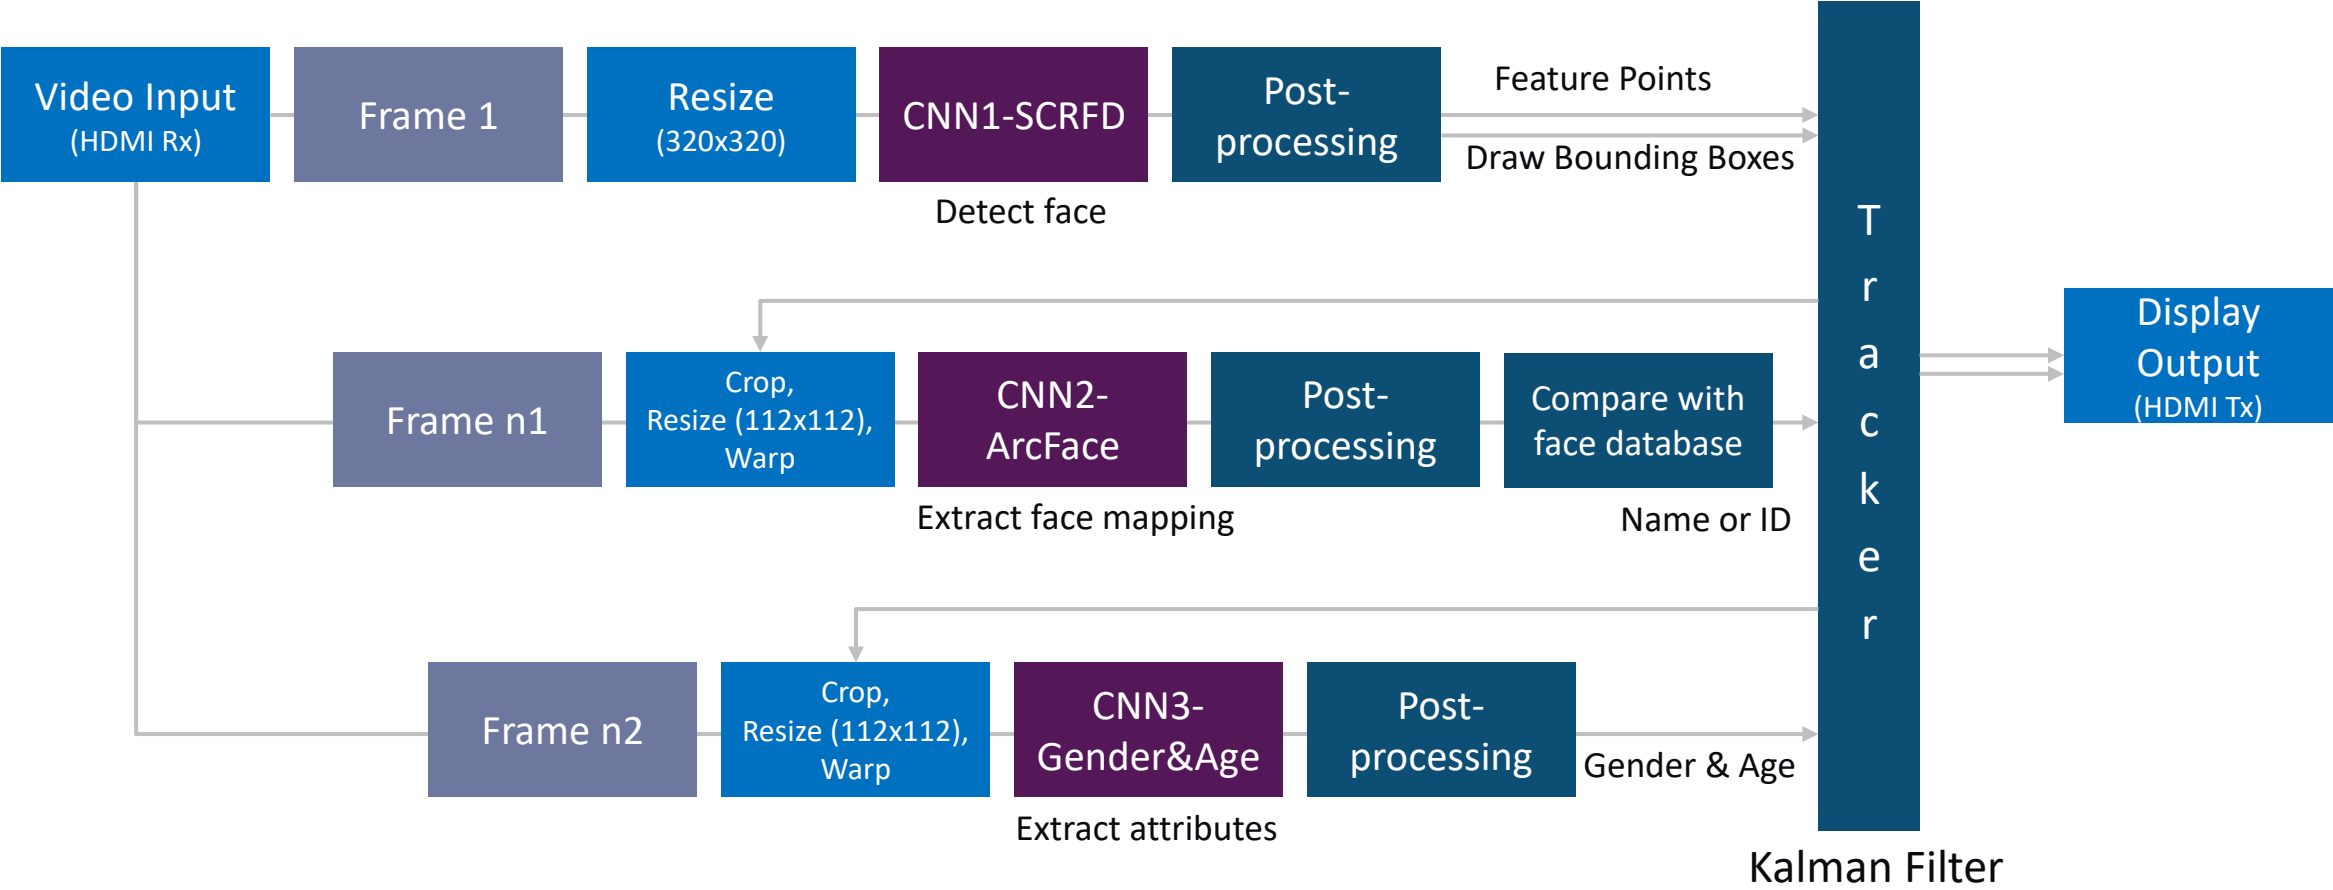 Video Input
(HDMI Rx)
Frame 1
Resize
(320x320)
CNN1-SCRFD
Detect face
Post-
processing
Feature Points
Draw Bounding Boxes
Frame n1
Crop,
Resize (112x112),
Warp
CNN2-
ArcFace
Extract face mapping
Post-
processing
Compare with
face database
Name or ID
Frame n2
Crop,
Resize (112x112),
Warp
CNN3-
Gender&Age
Extract attributes
Post-
processing
Gender & Age
Tracker
Kalman Filter
Display
Output
(HDMI Tx)